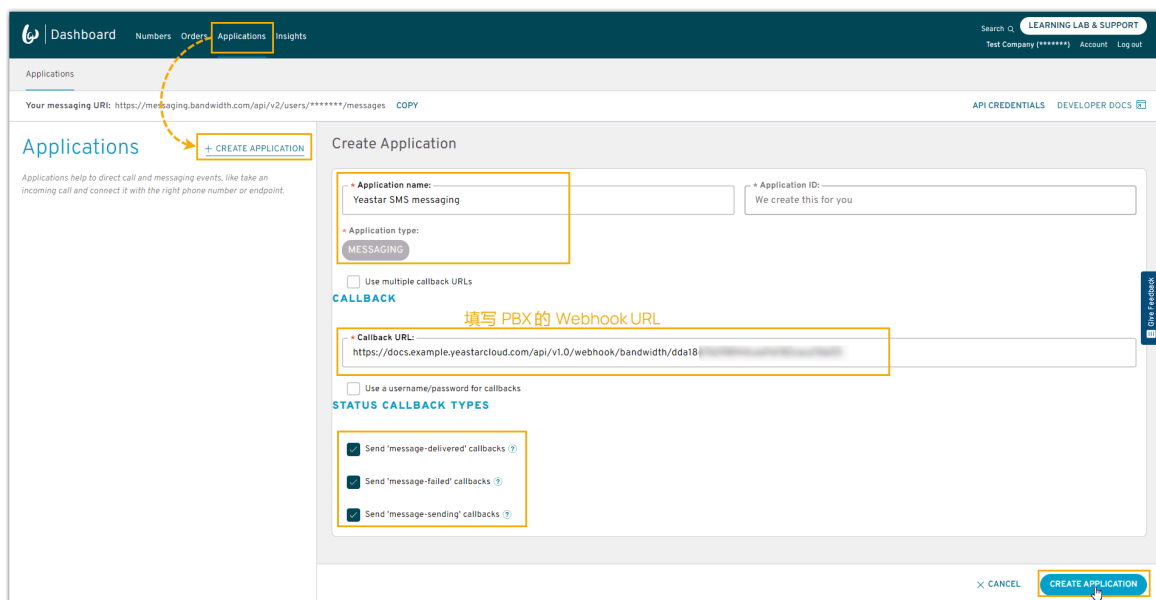 Dashboard Numbers Orders Applications Insights
Search
LEARNING LAB & SUPPORT
Test Company (*******) Account Log out
Applications
Your messaging URI: https://messaging.bandwidth.com/api/v2/users/*******/messages COPY
API CREDENTIALS DEVELOPER DOCS
Applications
+ CREATE APPLICATION
Applications help to direct call and messaging events, like take an
incoming call and connect it with the right phone number or endpoint.
Create Application
* Application name:
Yeastar SMS messaging
* Application ID:
We create this for you
* Application type:
MESSAGING
Use multiple callback URLs
CALLBACK
填写 PBX 的 Webhook URL
* Callback URL:
https://docs.example.yeastarcloud.com/api/v1.0/webhook/bandwidth/dda18
Use a username/password for callbacks
STATUS CALLBACK TYPES
Send 'message-delivered' callbacks ?
Send 'message-failed' callbacks ?
Send 'message-sending' callbacks ?
Give Feedback
× CANCEL
CREATE APPLICATION